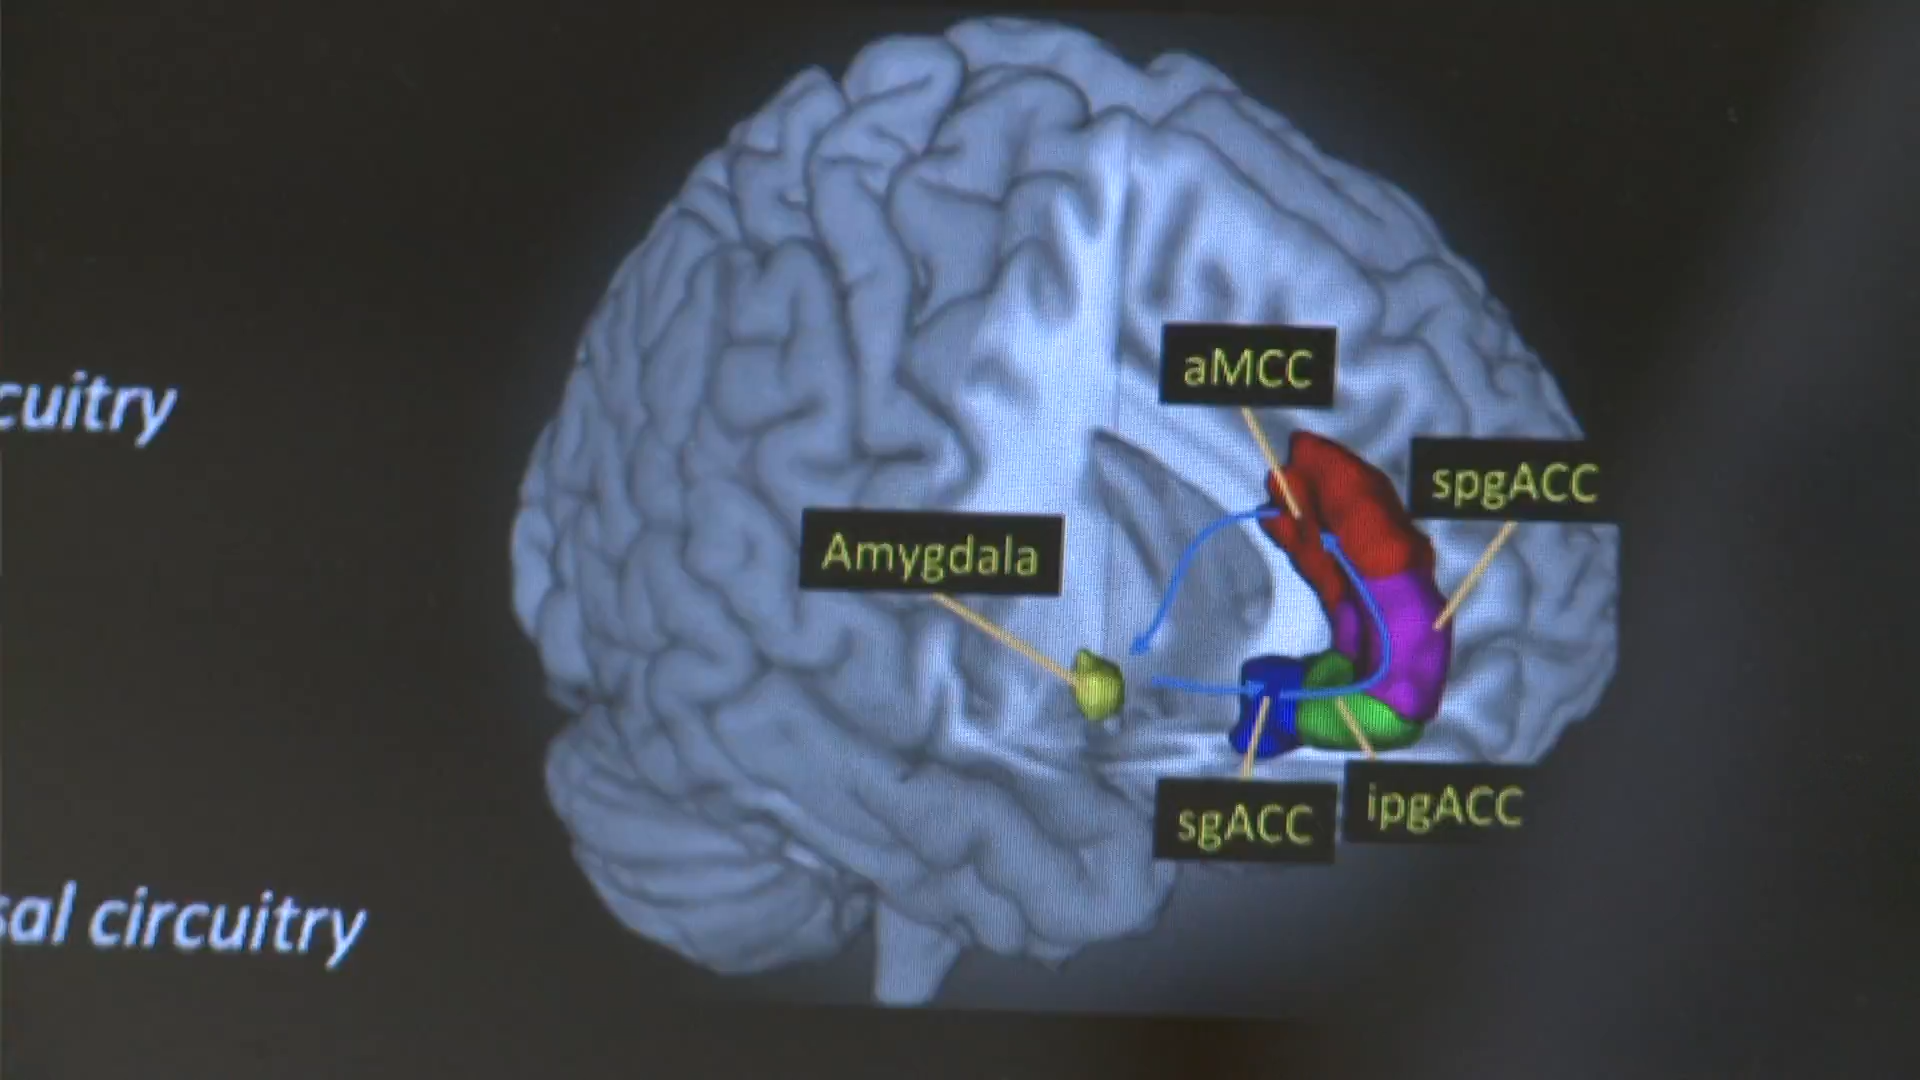 aMCC
spgACC
cuitry
Amygdala
sgACC
ipgACC
sal circuitry